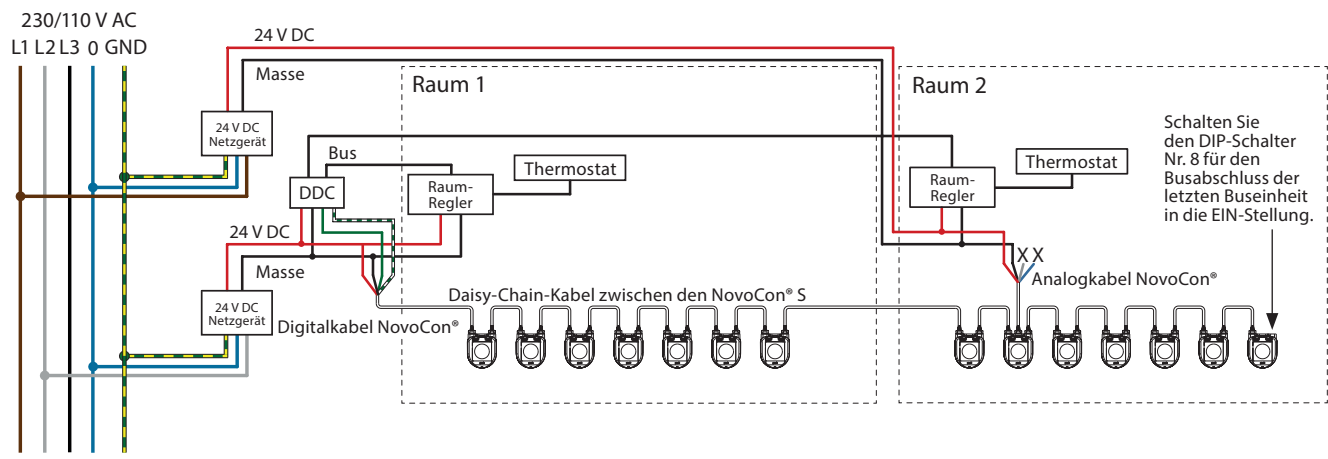 230/110 V AC
L1 L2 L3 0 GND
24 V DC
Masse
24 V DC
Netzgerät
Raum 1
Raum 2
Bus
DDC
Raum-
Regler
Thermostat
Raum-
Regler
Thermostat
Schalten Sie
den DIP-Schalter
Nr. 8 für den
Busabschluss der
letzten Buseinheit
in die EIN-Stellung.
24 V DC
Masse
24 V DC
Netzgerät
Digitalkabel NovoCon®
Daisy-Chain-Kabel zwischen den NovoCon® S
X X
Analogkabel NovoCon®